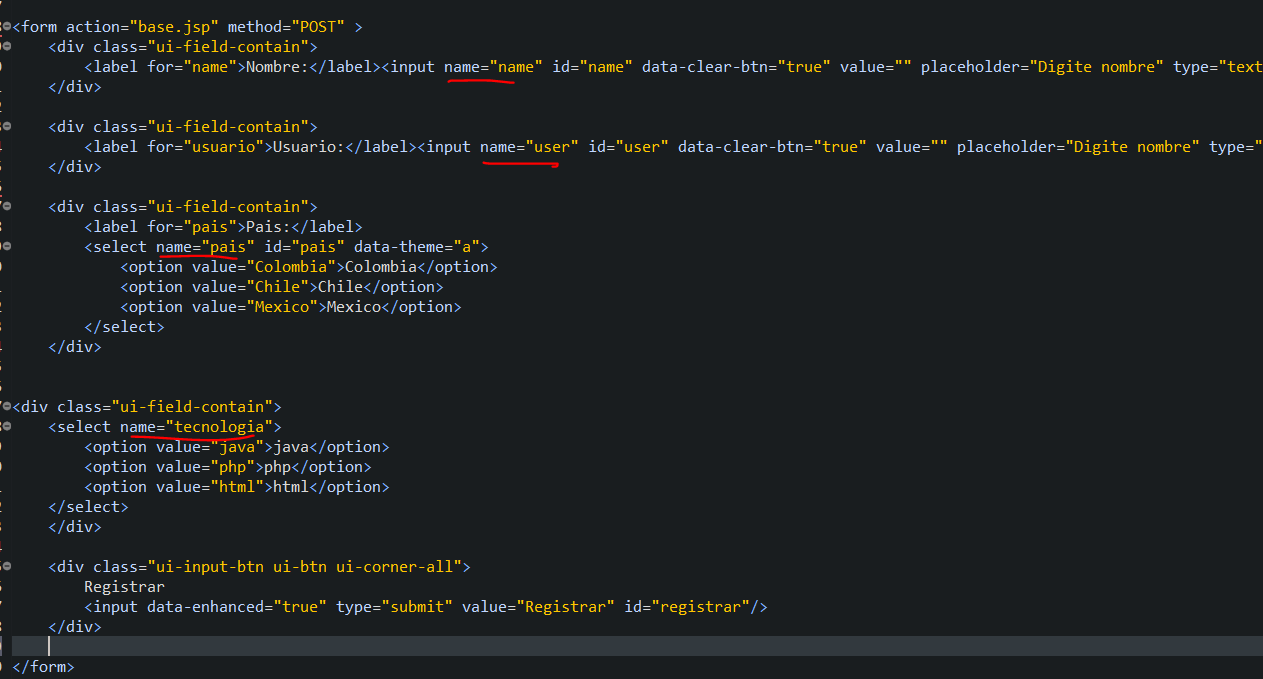 <form action="base.jsp" method="POST" >
<div class="ui-field-contain">
<label for="name">Nombre:</label><input name="name" id="name" data-clear-btn="true" value="" placeholder="Digite nombre" type="text
</div>
<div class="ui-field-contain">
<label for="usuario">Usuario:</label><input name="user" id="user" data-clear-btn="true" value="" placeholder="Digite nombre" type="
</div>
<div class="ui-field-contain">
<label for="pais">Pais:</label>
<select name="pais" id="pais" data-theme="a">
<option value="Colombia">Colombia</option>
<option value="Chile">Chile</option>
<option value="Mexico">Mexico</option>
</select>
</div>
<div class="ui-field-contain">
<select name="tecnologia">
<option value="java">java</option>
<option value="php">php</option>
<option value="html">html</option>
</select>
</div>
<div class="ui-input-btn ui-btn ui-corner-all">
Registrar
<input data-enhanced="true" type="submit" value="Registrar" id="registrar"/>
</div>
</form>